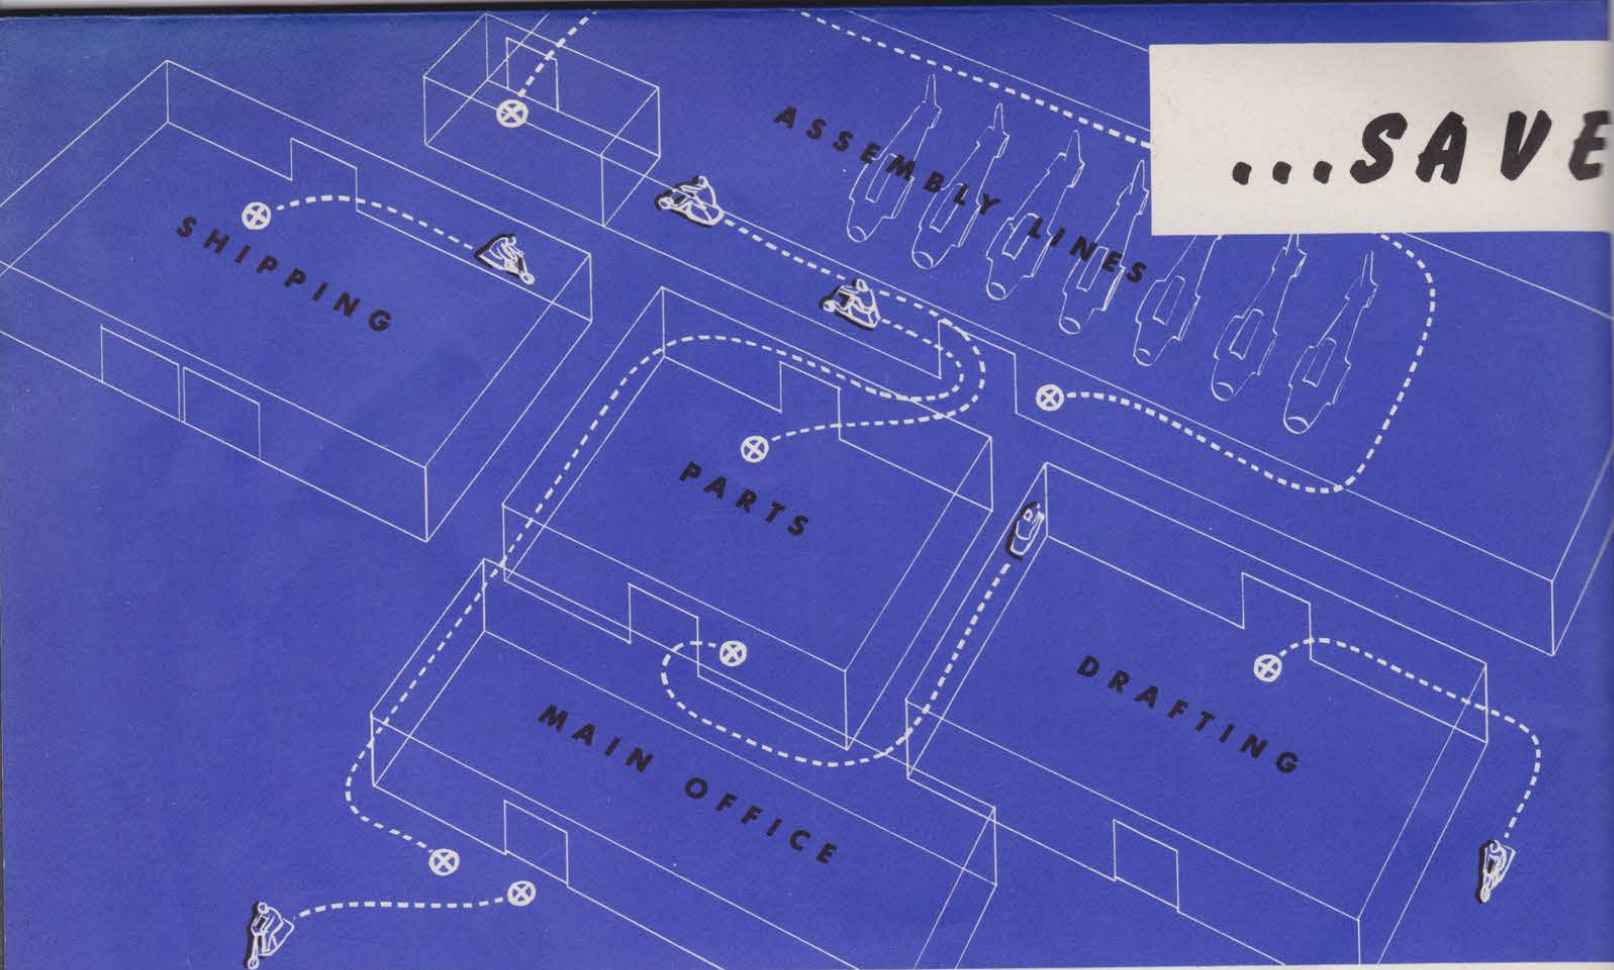 ...SAVE
ASSEMBLY LINES
SHIPPING
PARTS
DRAFTING
MAIN OFFICE